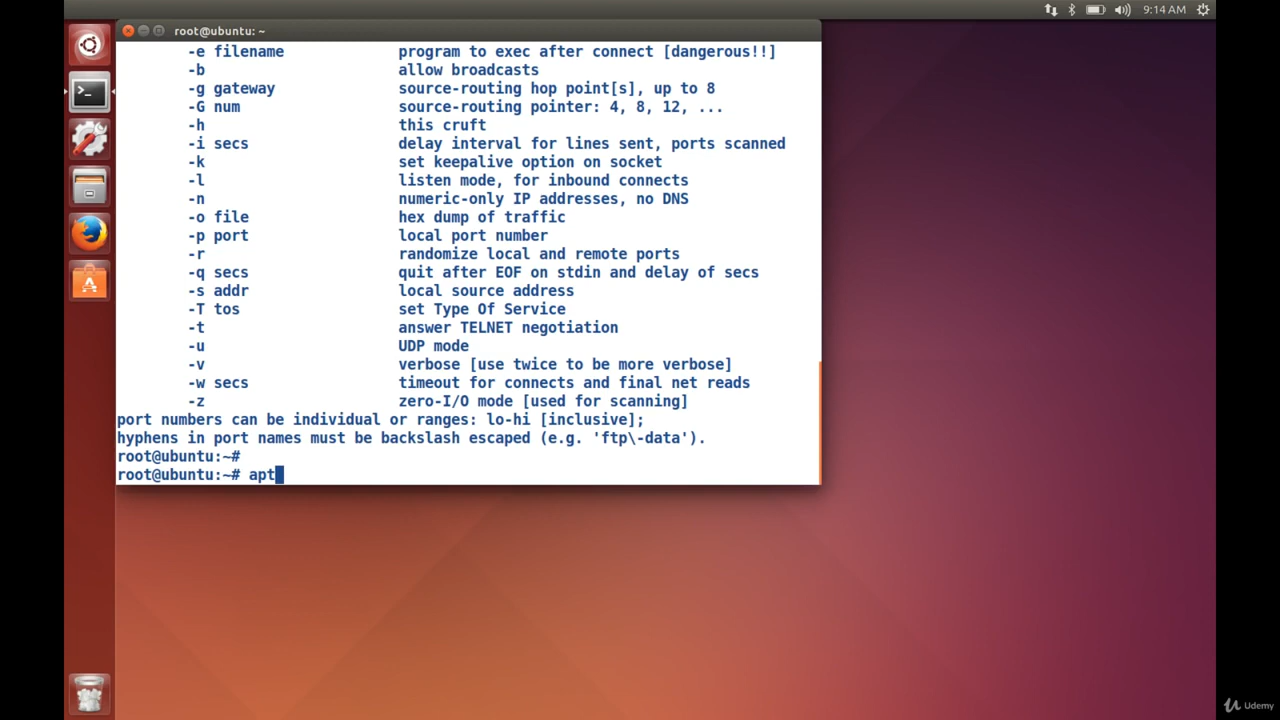 9:14 AM
root@ubuntu: ~
-e filename program to exec after connect [dangerous!!]
-b allow broadcasts
-g gateway source-routing hop point[s], up to 8
-G num source-routing pointer: 4, 8, 12, ...
-h this cruft
-i secs delay interval for lines sent, ports scanned
-k set keepalive option on socket
-l listen mode, for inbound connects
-n numeric-only IP addresses, no DNS
-o file hex dump of traffic
-p port local port number
-r randomize local and remote ports
-q secs quit after EOF on stdin and delay of secs
-s addr local source address
-T tos set Type Of Service
-t answer TELNET negotiation
-u UDP mode
-v verbose [use twice to be more verbose]
-w secs timeout for connects and final net reads
-z zero-I/O mode [used for scanning]
port numbers can be individual or ranges: lo-hi [inclusive];
hyphens in port names must be backslash escaped (e.g. 'ftp\-data').
root@ubuntu:~#
root@ubuntu:~# apt
Udemy